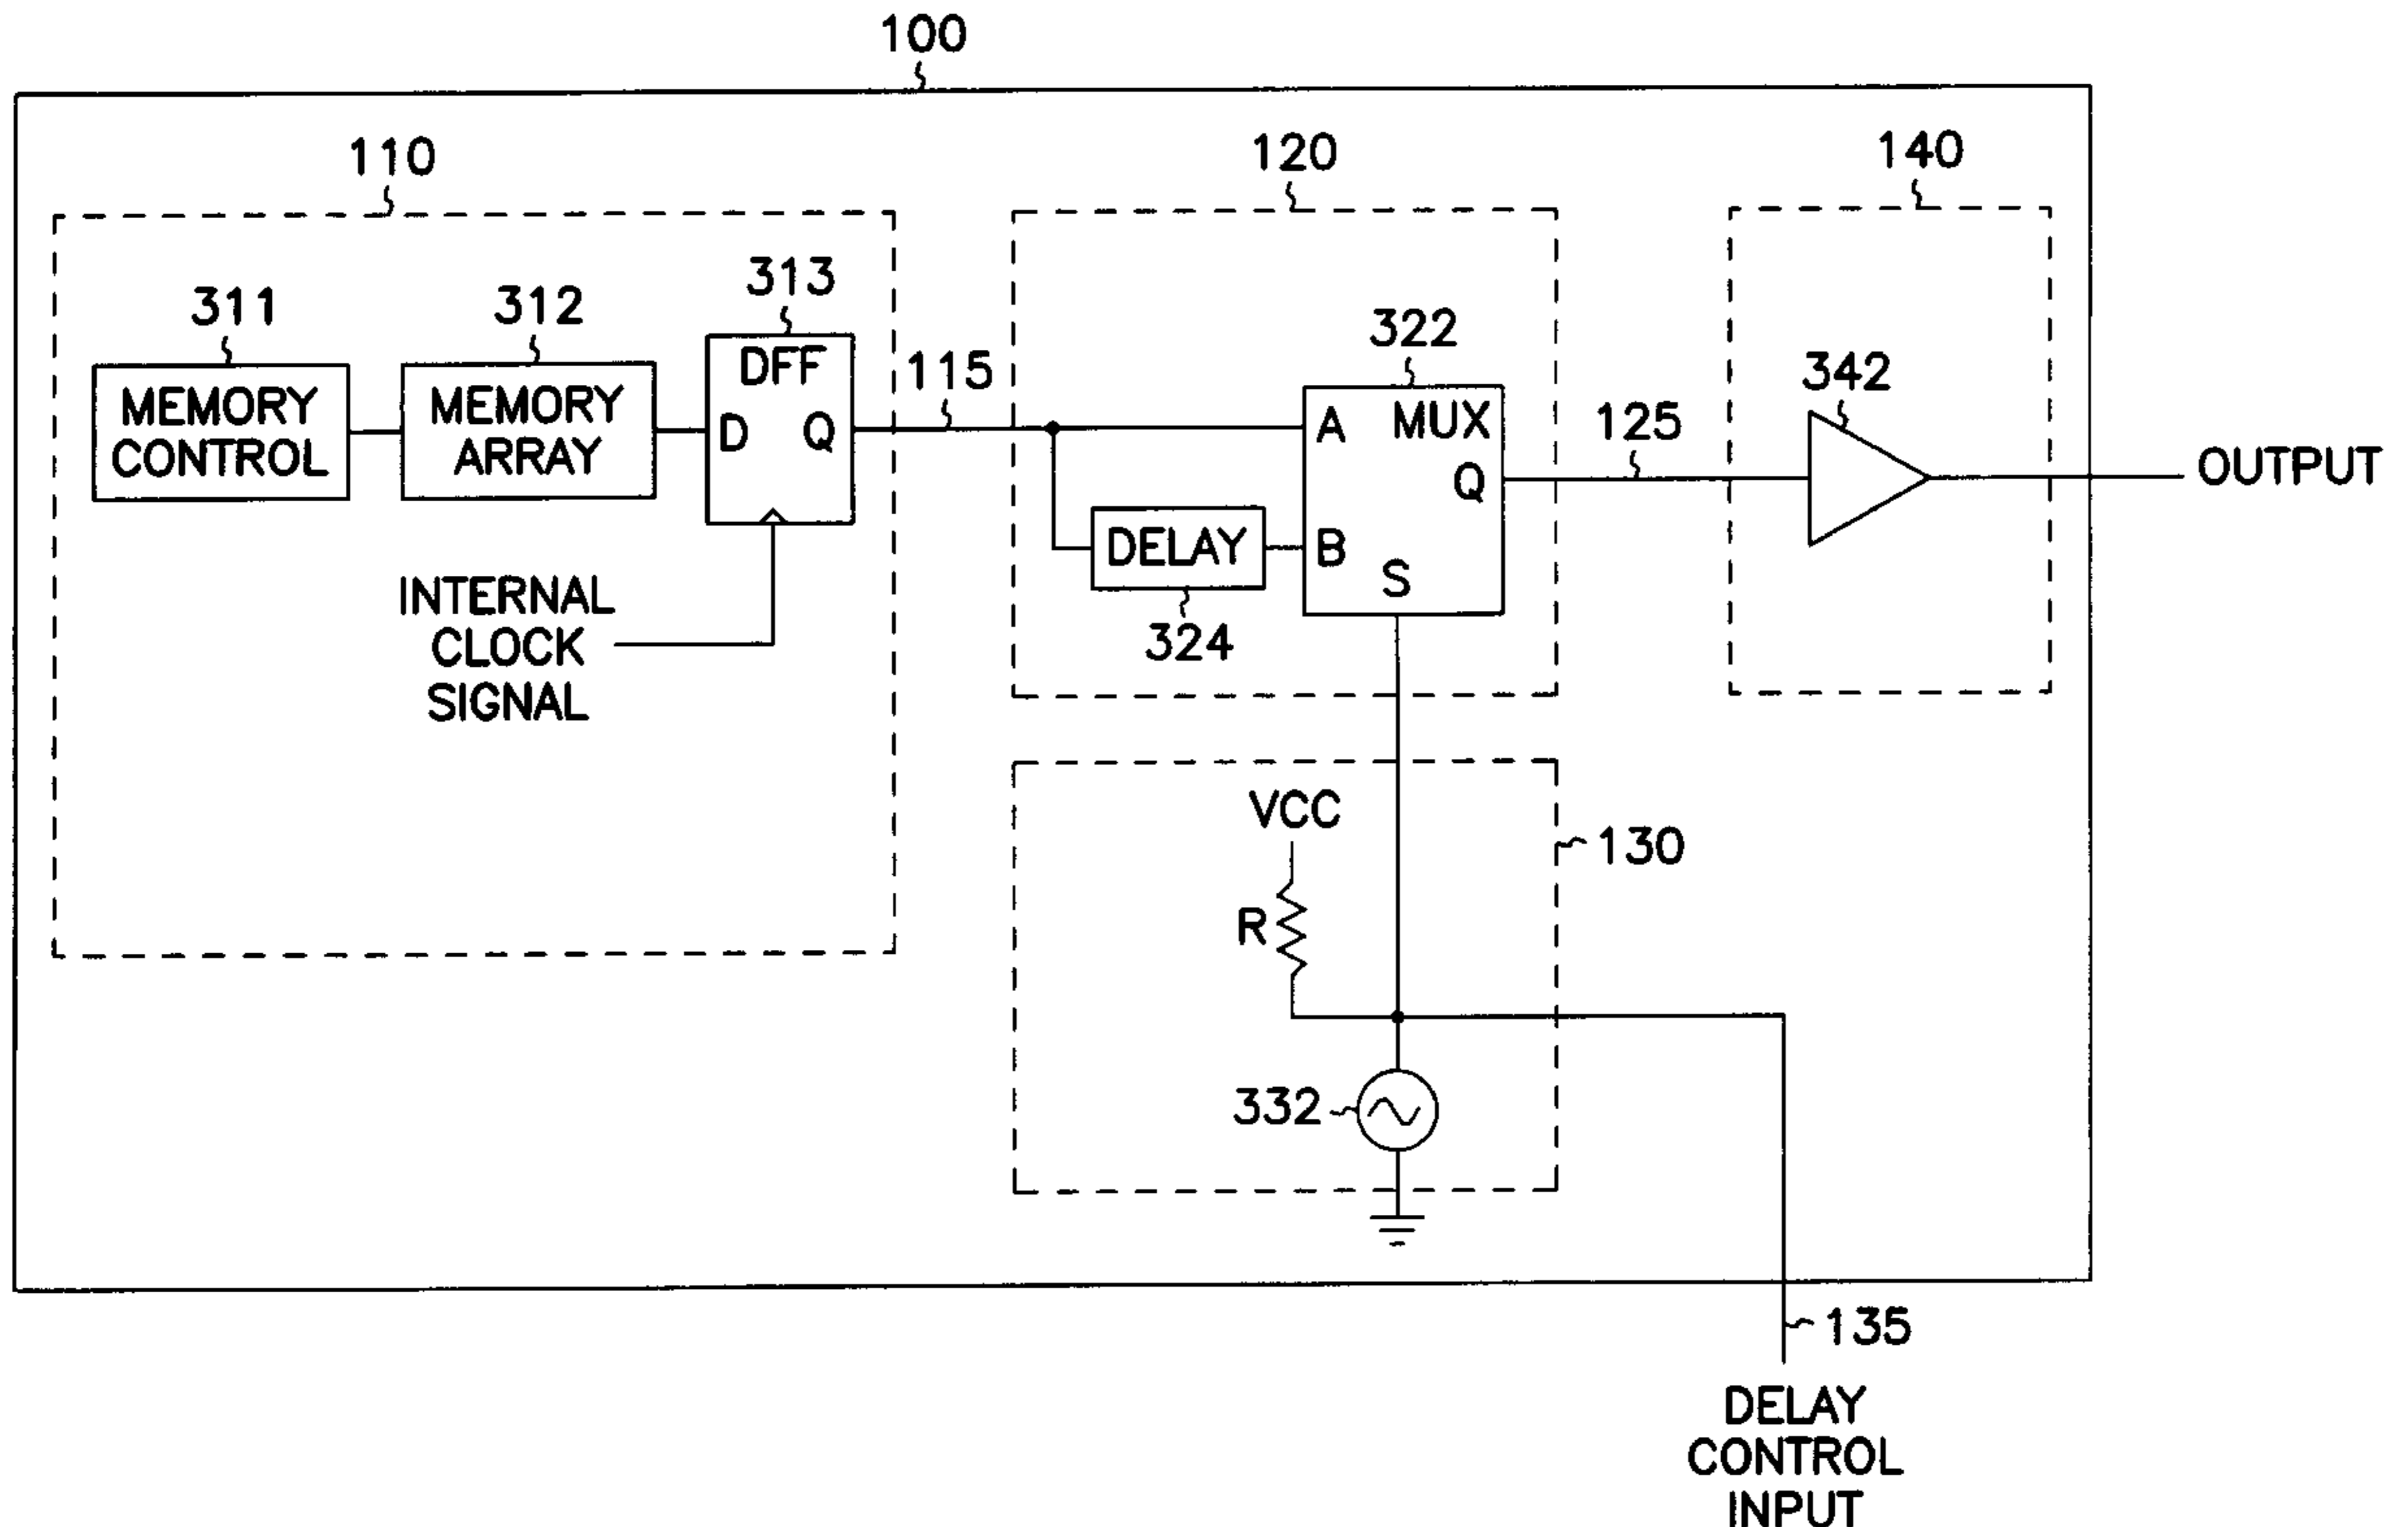 100
110
120
140
311
312
313
115
322
125
342
MEMORY
CONTROL
MEMORY
ARRAY
DFF
D
Q
A
MUX
Q
B
S
DELAY
324
OUTPUT
INTERNAL
CLOCK
SIGNAL
VCC
R
130
332
135
DELAY
CONTROL
INPUT